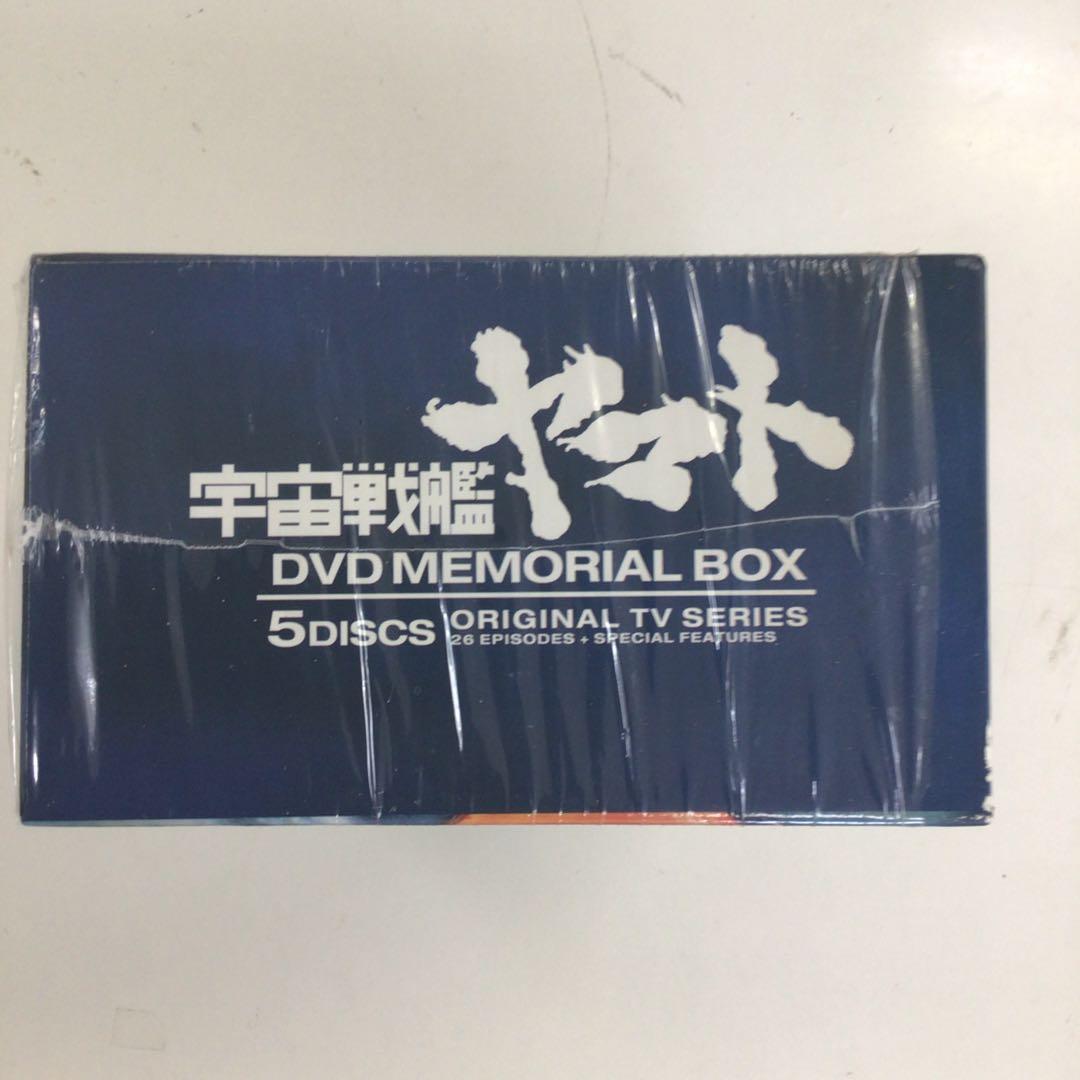 宇宙戦艦ヤマト
DVD MEMORIAL BOX
5DISCS
ORIGINAL TV SERIES
26 EPISODES + SPECIAL FEATURES